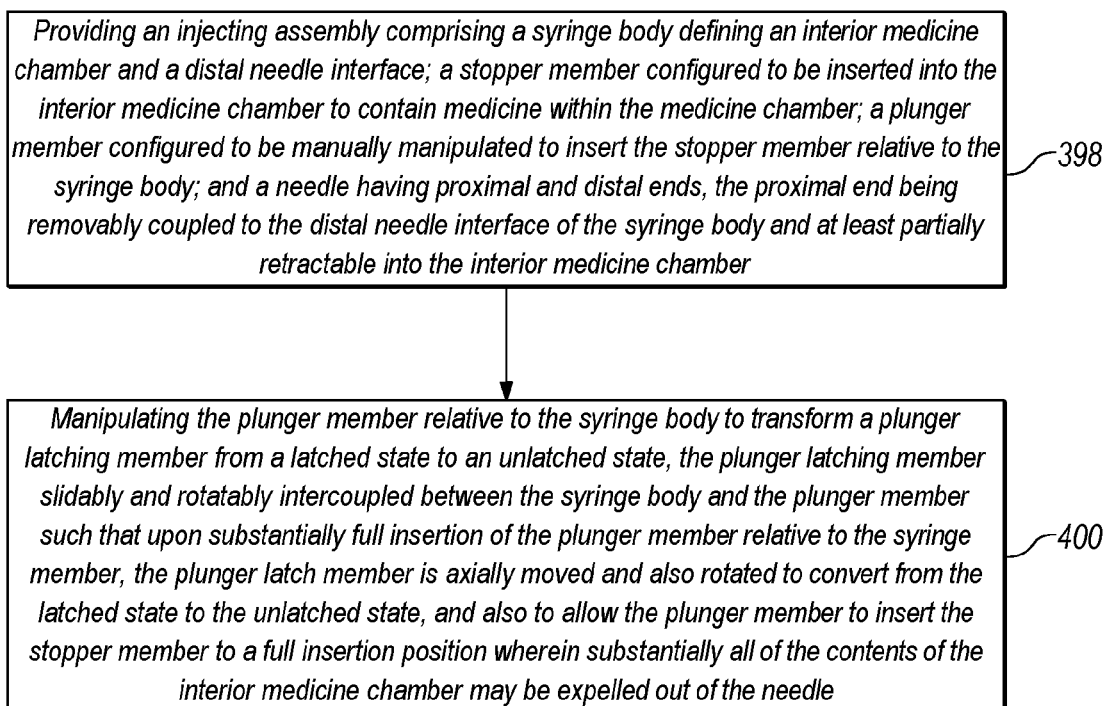 Providing an injecting assembly comprising a syringe body defining an interior medicine
chamber and a distal needle interface; a stopper member configured to be inserted into the
interior medicine chamber to contain medicine within the medicine chamber; a plunger
member configured to be manually manipulated to insert the stopper member relative to the
syringe body; and a needle having proximal and distal ends, the proximal end being
removably coupled to the distal needle interface of the syringe body and at least partially
retractable into the interior medicine chamber
398
Manipulating the plunger member relative to the syringe body to transform a plunger
latching member from a latched state to an unlatched state, the plunger latching member
slidably and rotatably intercoupled between the syringe body and the plunger member
such that upon substantially full insertion of the plunger member relative to the syringe
member, the plunger latch member is axially moved and also rotated to convert from the
latched state to the unlatched state, and also to allow the plunger member to insert the
stopper member to a full insertion position wherein substantially all of the contents of the
interior medicine chamber may be expelled out of the needle
400